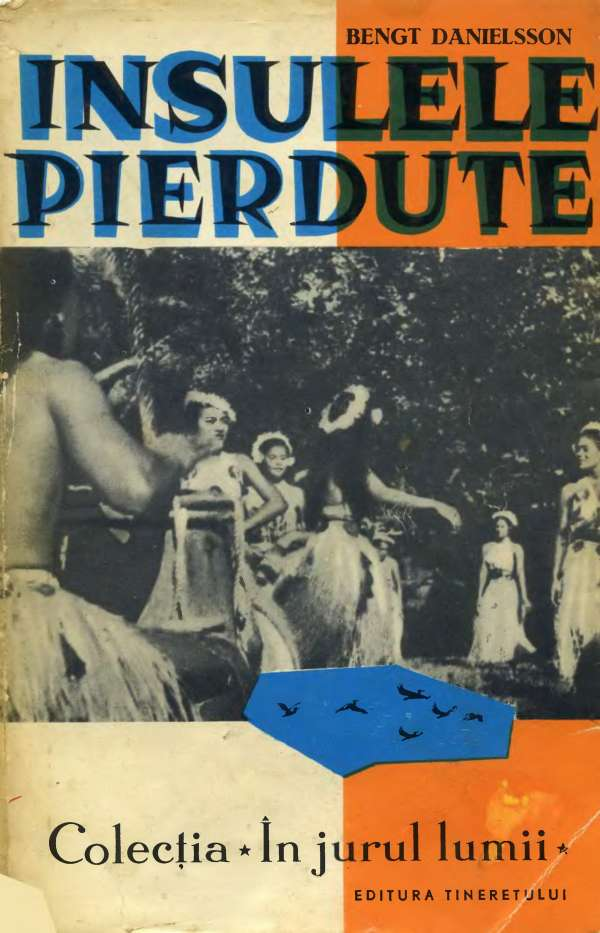 BENGT DANIELSSON
INSULELE
PIERDUTE
Colecția ★ În jurul lumii ★
EDITURA TINERETULUI